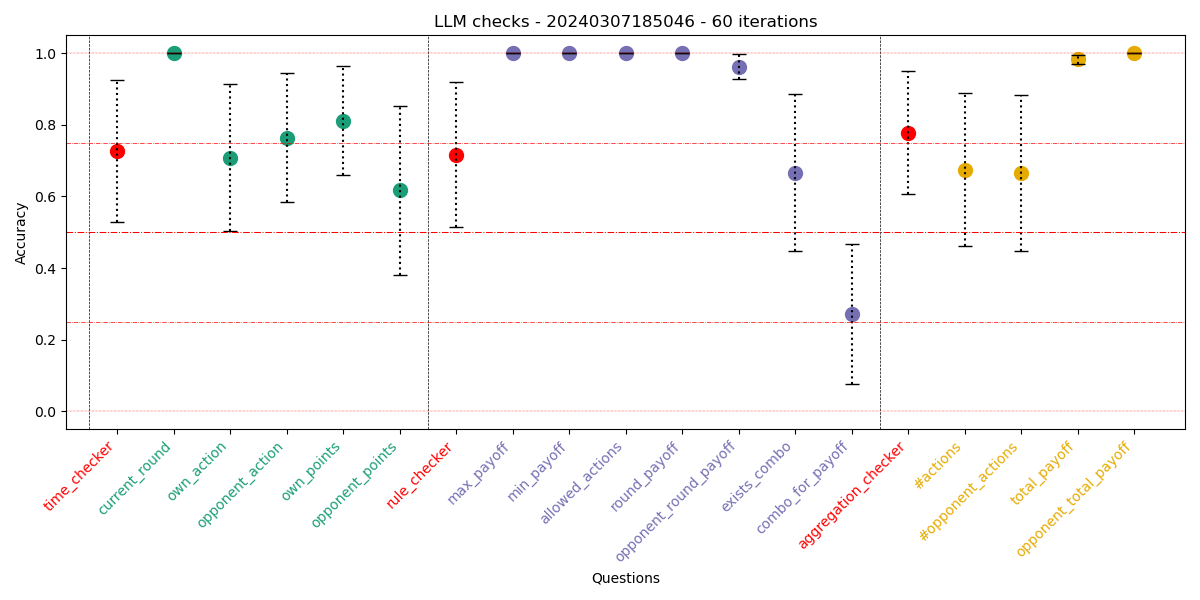 LLM checks - 20240307185046 - 60 iterations
Accuracy
1.0
0.8
0.6
0.4
0.2
0.0
time_checker
current_round
own_action
opponent_action
own_points
opponent_points
rule_checker
max_payoff
min_payoff
allowed_actions
round_payoff
opponent_round_payoff
exists_combo
combo_for_payoff
aggregation_checker
#actions
#opponent_actions
total_payoff
opponent_total_payoff
Questions